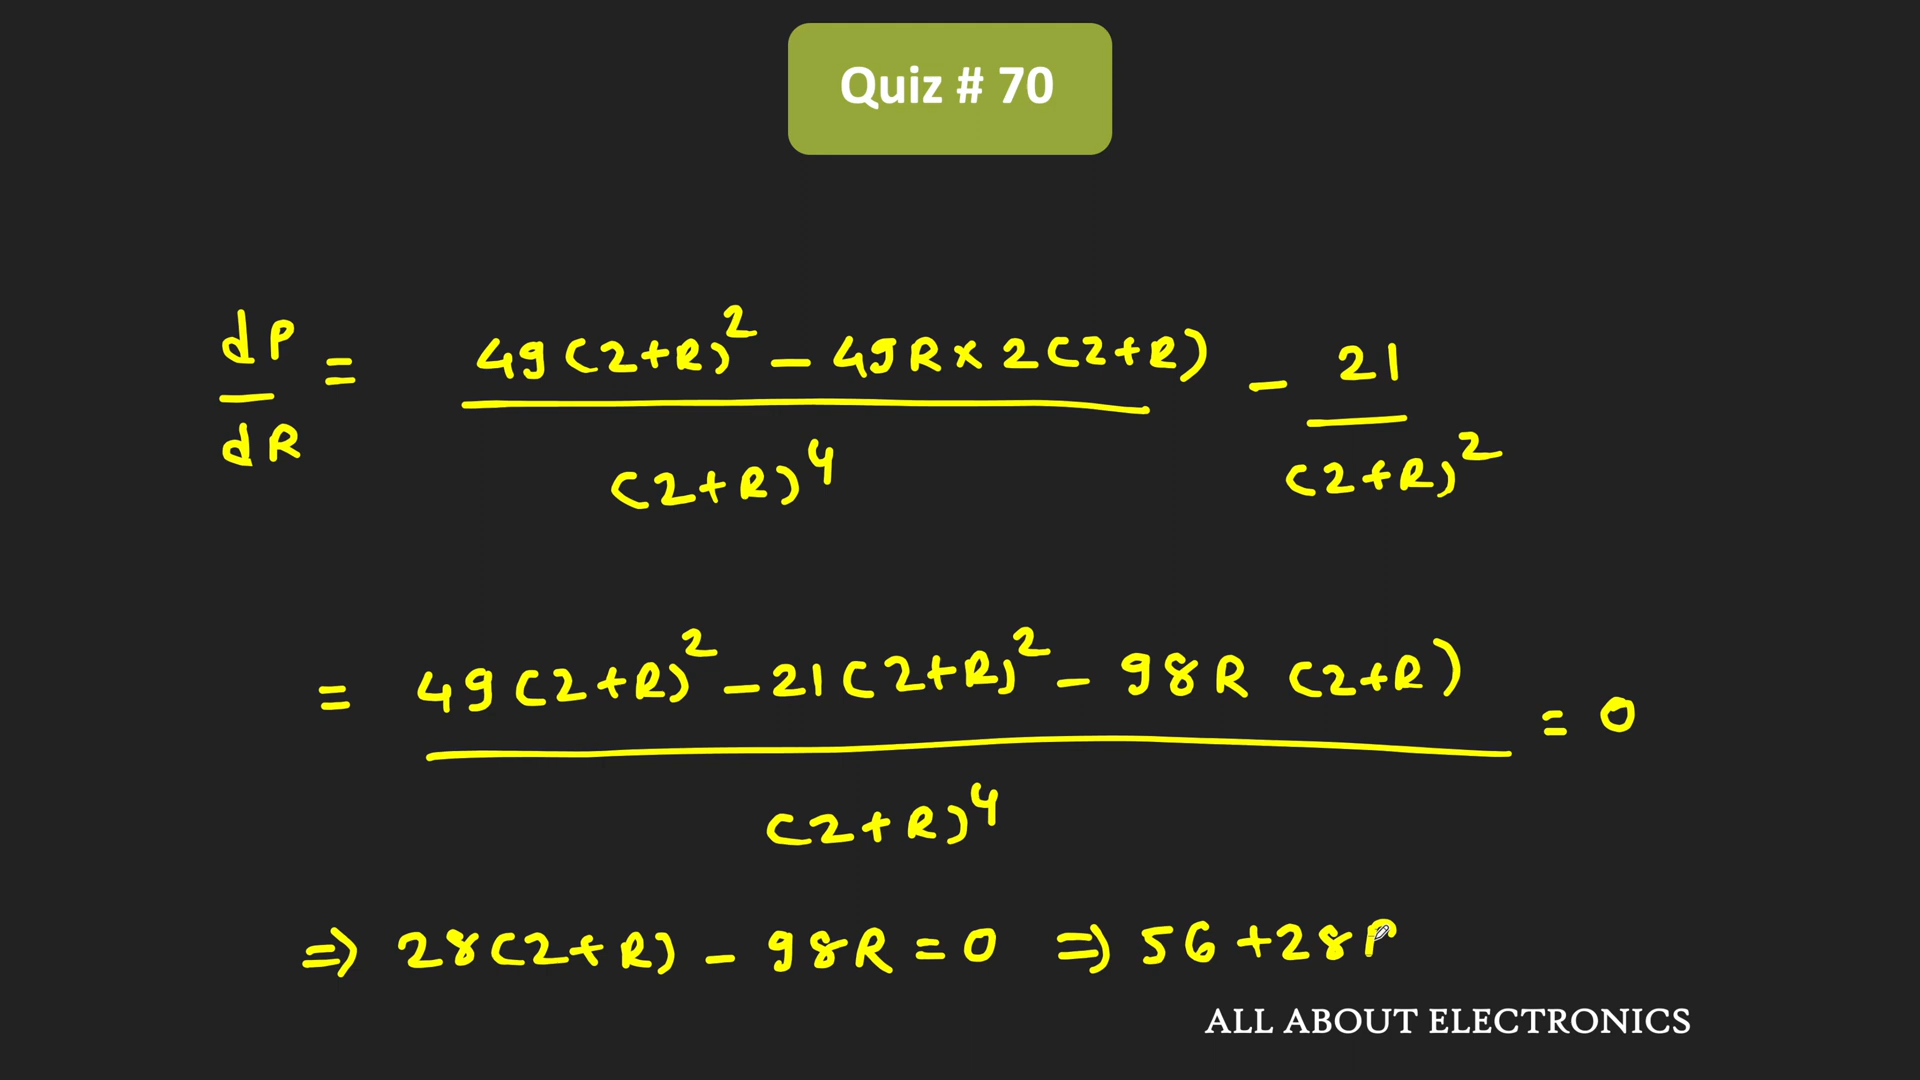 Quiz # 70
dP/dR = 49(2+R)² - 49R × 2(2+R) / (2+R)⁴ - 21 / (2+R)²
= 49(2+R)² - 21(2+R)² - 98R (2+R) / (2+R)⁴ = 0
⇒ 28(2+R) - 98R = 0 ⇒ 56 + 28
ALL ABOUT ELECTRONICS